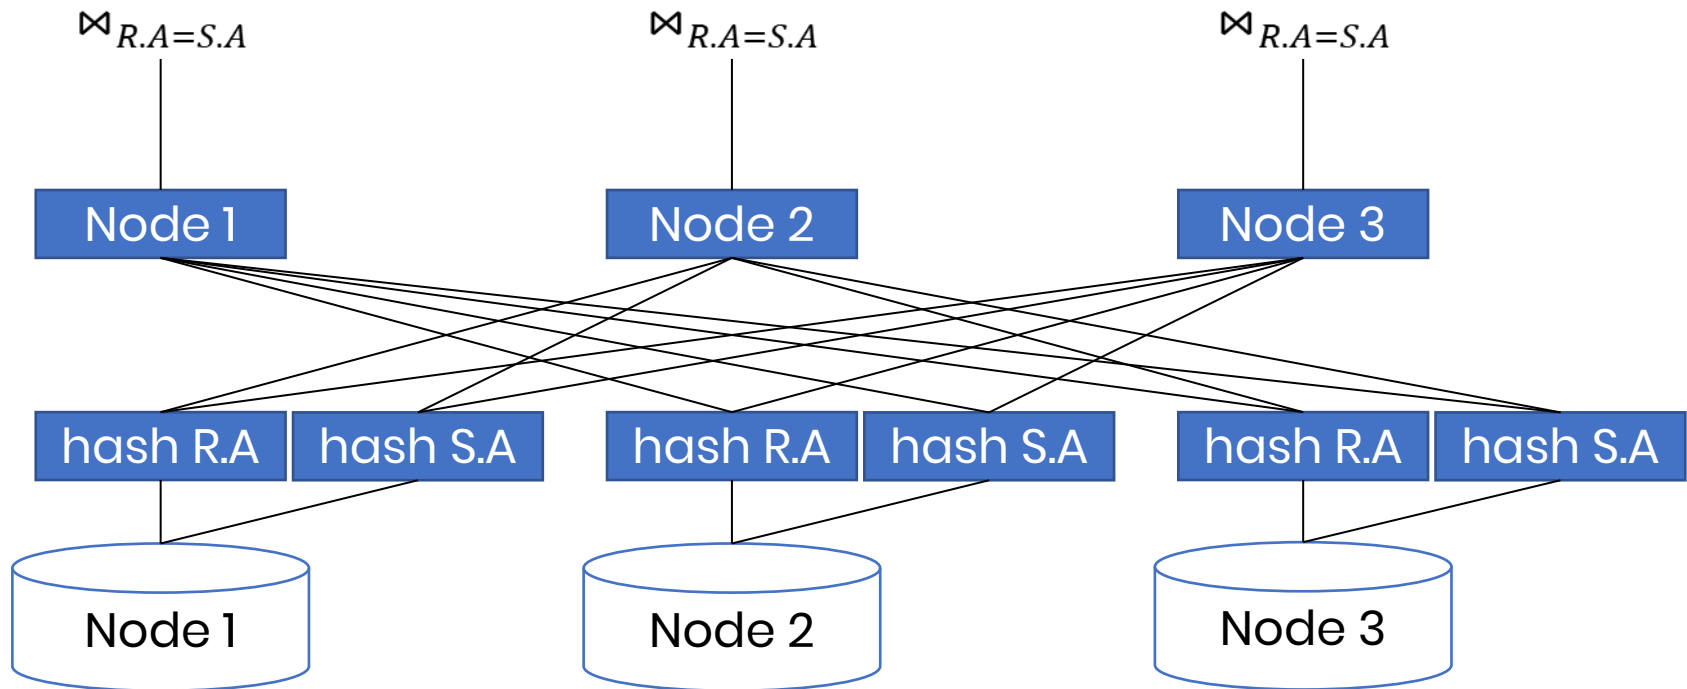 ⋈R.A=S.A ⋈R.A=S.A ⋈R.A=S.A
Node 1 Node 2 Node 3
hash R.A hash S.A hash R.A hash S.A hash R.A hash S.A
Node 1 Node 2 Node 3